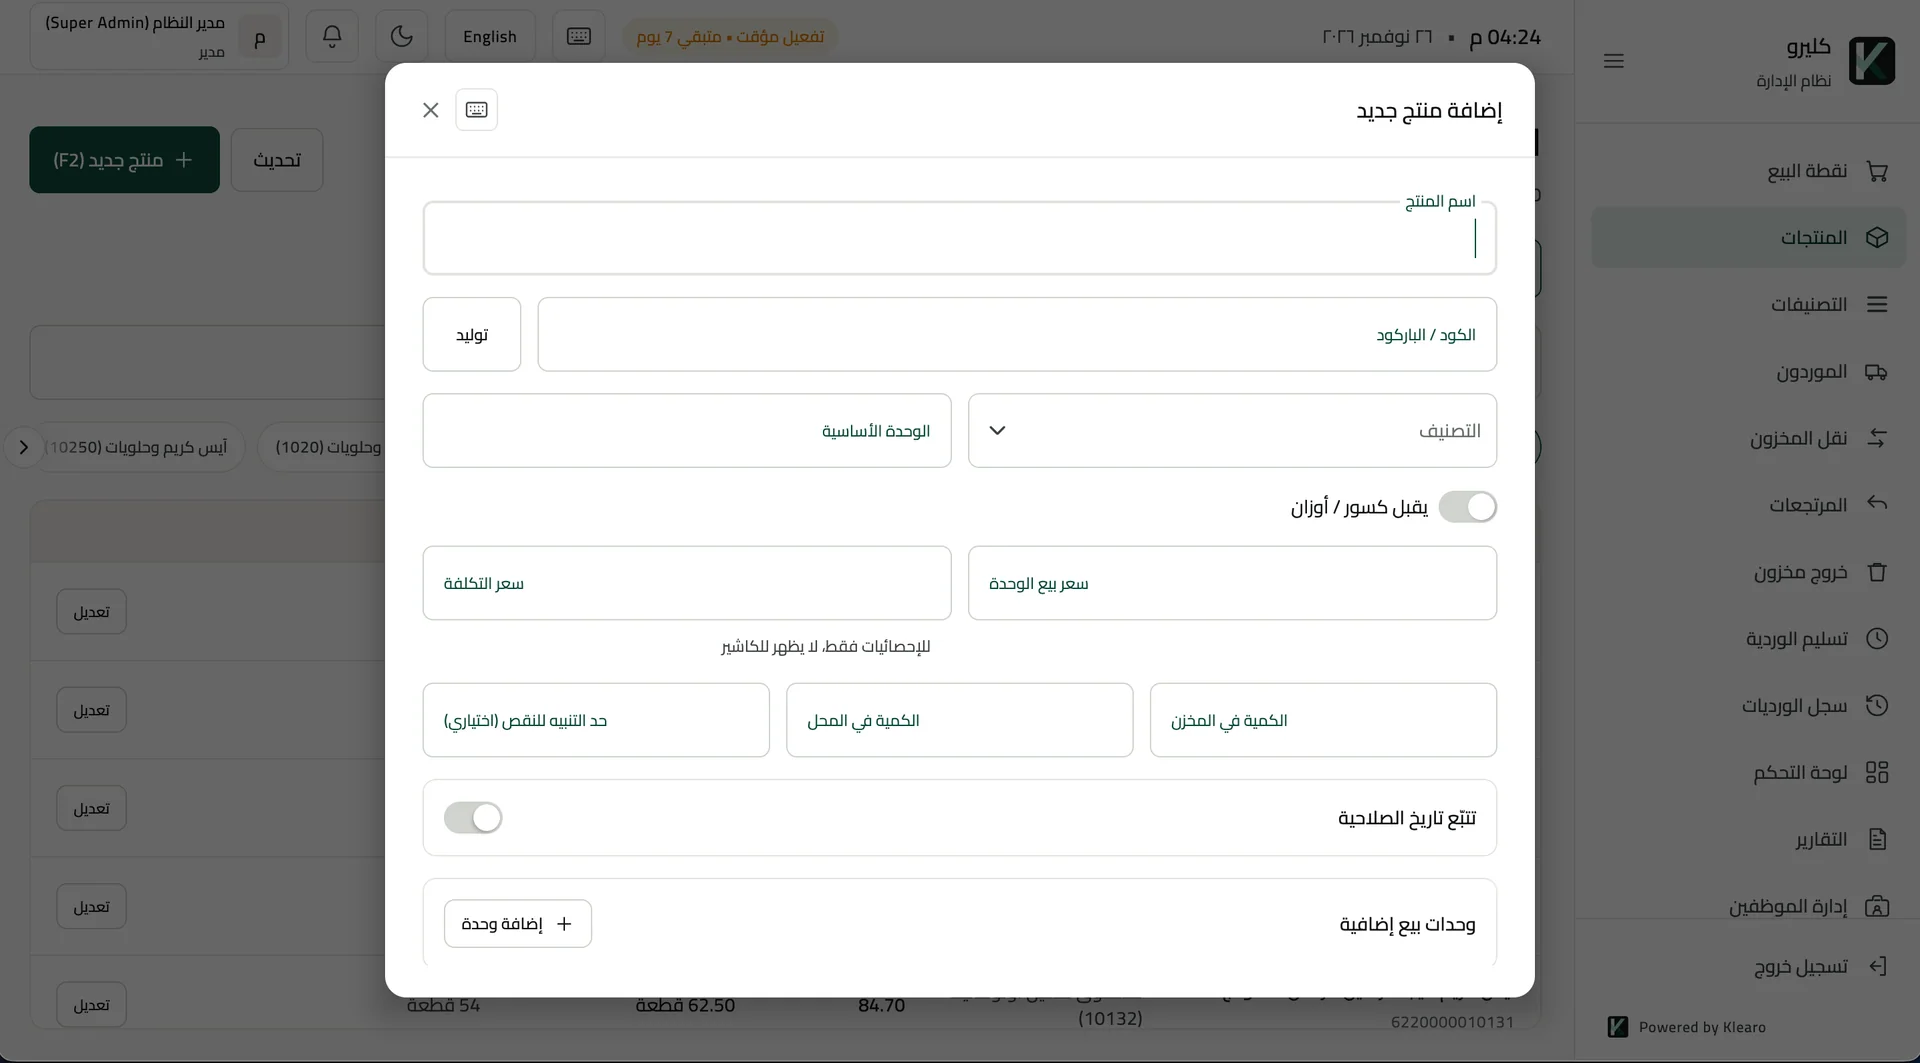 كليرو
نظام الإدارة
04:24 م • ٢٦ نوفمبر ٢٠٢٦
تفعيل مؤقت • متبقي 7 يوم
English
مدير النظام (Super Admin)
مدير
م
نقطة البيع
المنتجات
التصنيفات
الموردون
نقل المخزون
المرتجعات
خروج مخزون
تسليم الوردية
سجل الورديات
لوحة التحكم
التقارير
إدارة الموظفين
تسجيل خروج
Powered by Klearo
تحديث
+ منتج جديد (F2)
وحلويات (1020)
آيس كريم وحلويات (10250)
إضافة منتج جديد
اسم المنتج
الكود / الباركود
توليد
التصنيف
الوحدة الأساسية
يقبل كسور / أوزان
سعر بيع الوحدة
سعر التكلفة
للإحصائيات فقط، لا يظهر للكاشير
الكمية في المخزن
الكمية في المحل
حد التنبيه للنقص (اختياري)
تتبّع تاريخ الصلاحية
وحدات بيع إضافية
+ إضافة وحدة
تعديل
تعديل
تعديل
تعديل
84.70
62.50 قطعة
54 قطعة
تعديل
6220000010131
(10132)